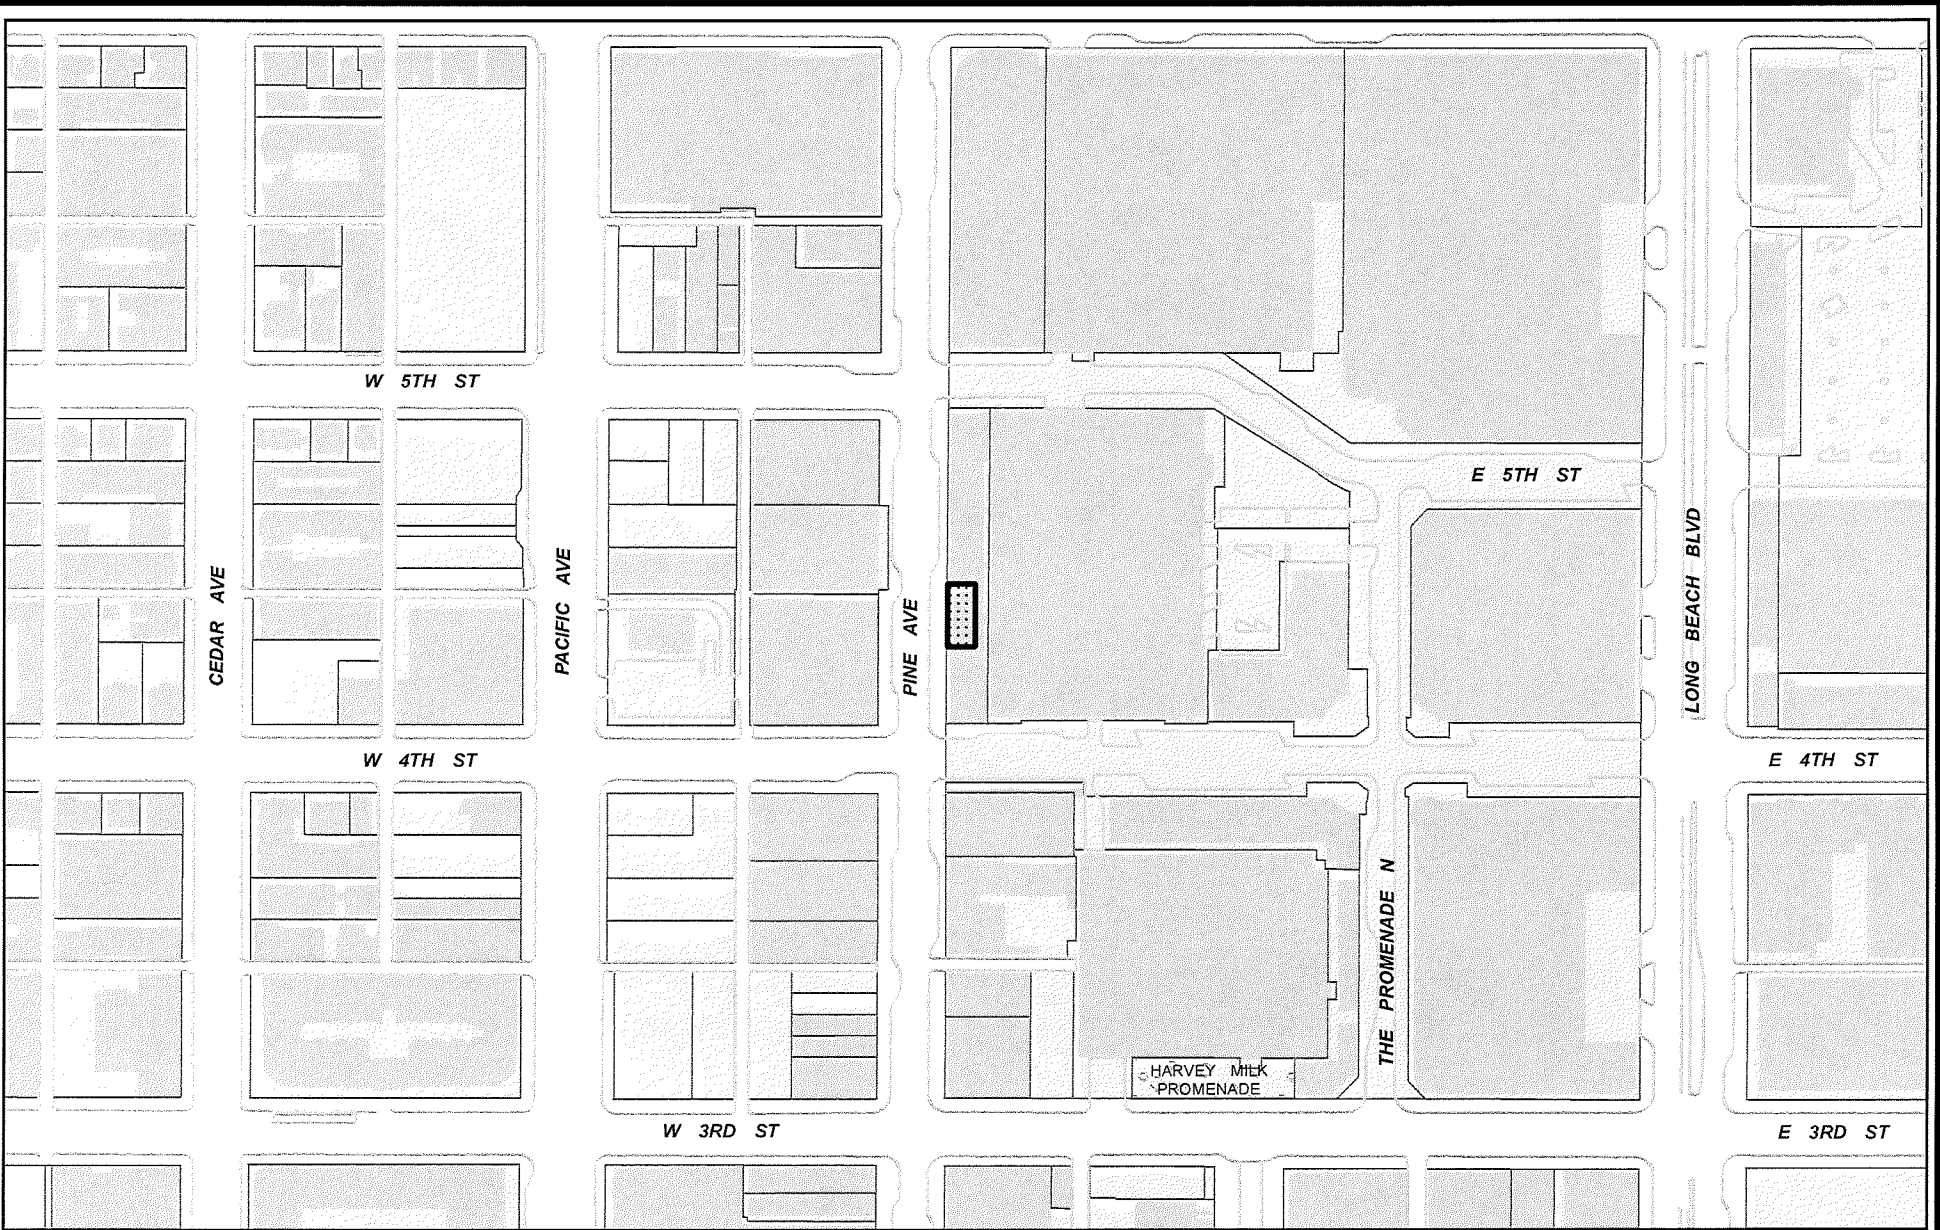 W 5TH ST
E 5TH ST
CEDAR AVE
PACIFIC AVE
PINE AVE
LONG BEACH BLVD
W 4TH ST
E 4TH ST
THE PROMENADE N
HARVEY MILK
PROMENADE
W 3RD ST
E 3RD ST